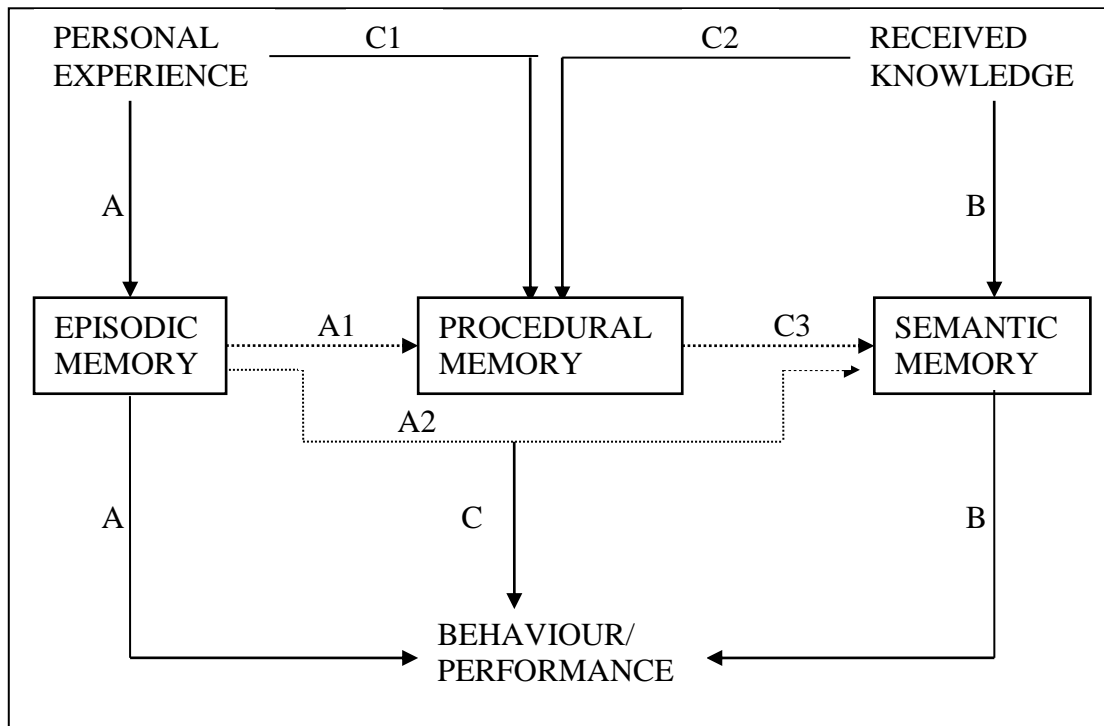 PERSONAL
EXPERIENCE
C1
C2
RECEIVED
KNOWLEDGE
A
B
EPISODIC
MEMORY
A1
PROCEDURAL
MEMORY
C3
SEMANTIC
MEMORY
A2
A
C
B
BEHAVIOUR/
PERFORMANCE